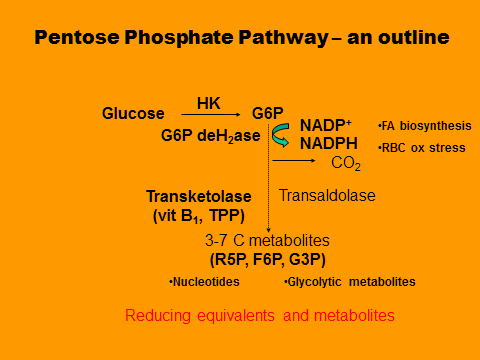 Pentose Phosphate Pathway – an outline
HK
Glucose
G6P
G6P deH₂ase
NADP⁺
NADPH
CO₂
•FA biosynthesis
•RBC ox stress
Transketolase
(vit B₁, TPP)
Transaldolase
3-7 C metabolites
(R5P, F6P, G3P)
•Nucleotides
•Glycolytic metabolites
Reducing equivalents and metabolites